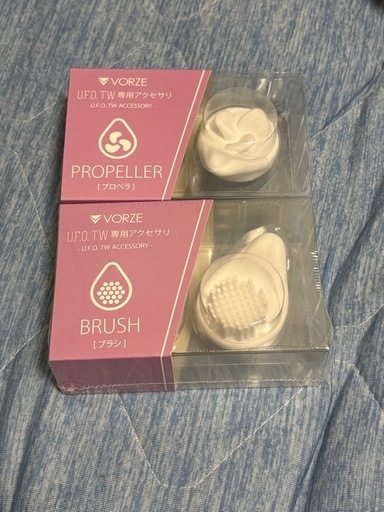 VORZE
U.F.O. TW 専用アクセサリ
- U.F.O. TW ACCESSORY -
PROPELLER
[プロペラ]
VORZE
U.F.O. TW 専用アクセサリ
- U.F.O. TW ACCESSORY -
BRUSH
[ブラシ]